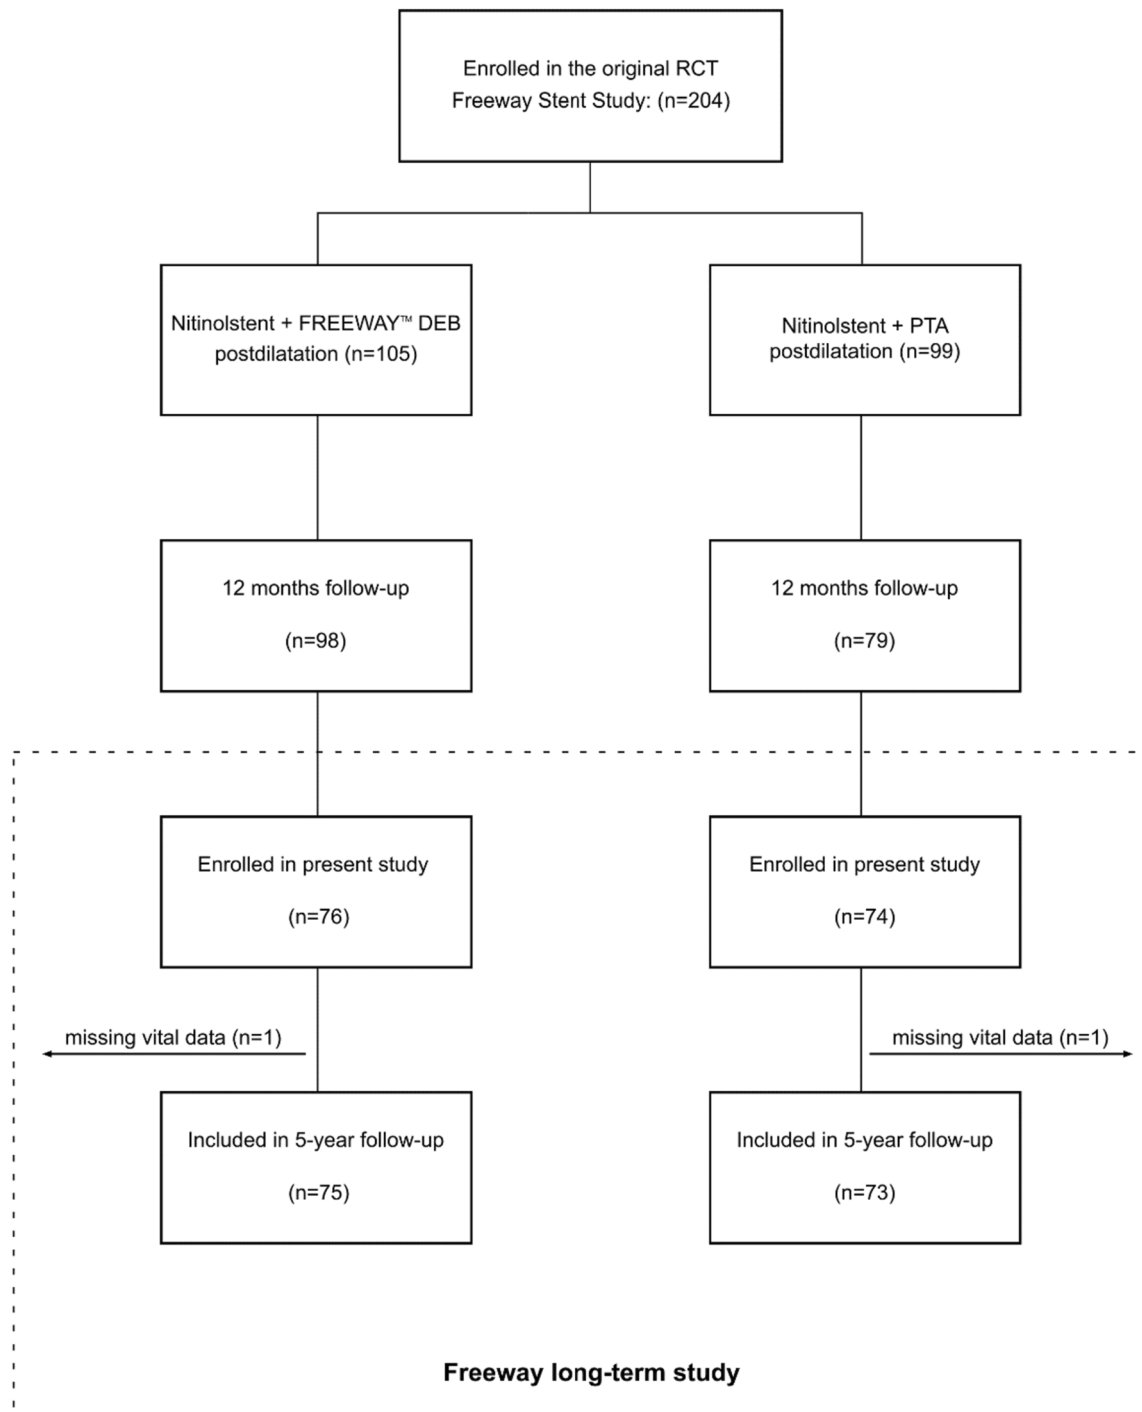 Enrolled in the original RCT
Freeway Stent Study: (n=204)
Nitinolstent + FREEWAY™ DEB
postdilatation (n=105)
Nitinolstent + PTA
postdilatation (n=99)
12 months follow-up
(n=98)
12 months follow-up
(n=79)
Enrolled in present study
(n=76)
Enrolled in present study
(n=74)
missing vital data (n=1)
missing vital data (n=1)
Included in 5-year follow-up
(n=75)
Included in 5-year follow-up
(n=73)
Freeway long-term study